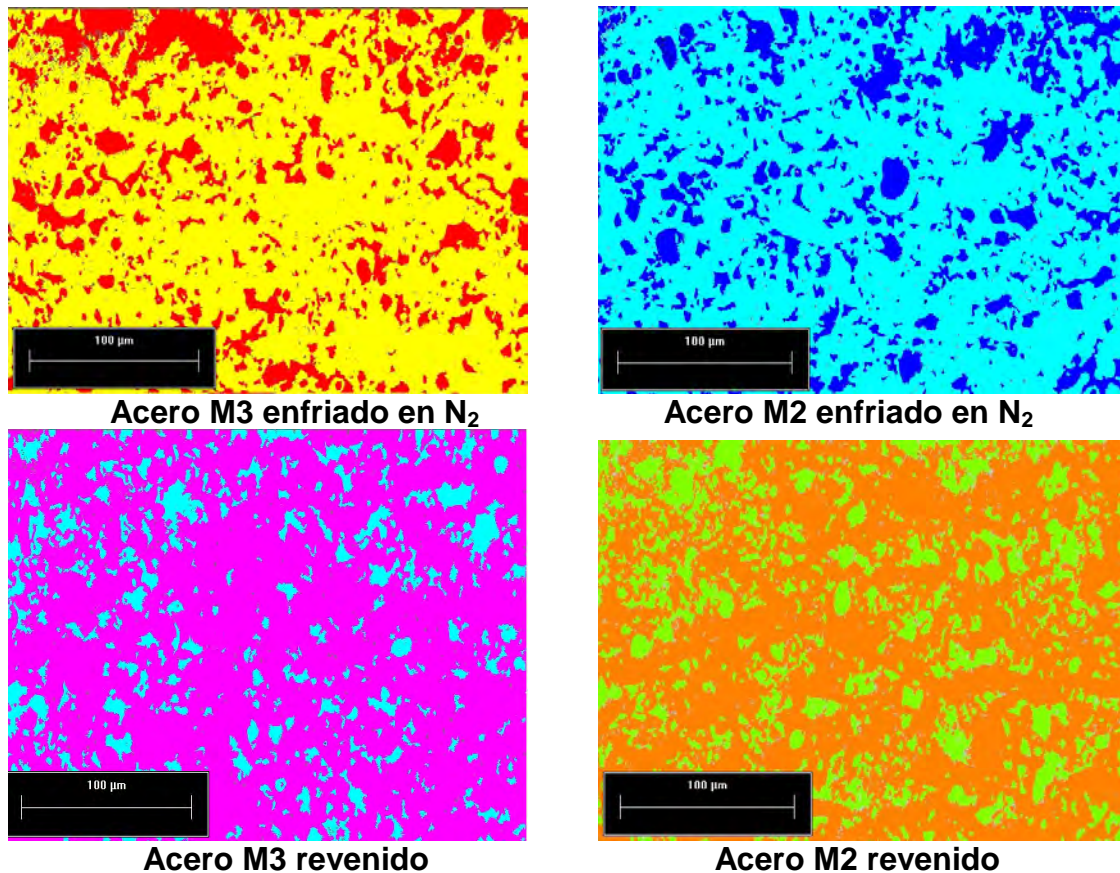 100 µm
100 µm
Acero M3 enfriado en N₂
Acero M2 enfriado en N₂
100 µm
100 µm
Acero M3 revenido
Acero M2 revenido